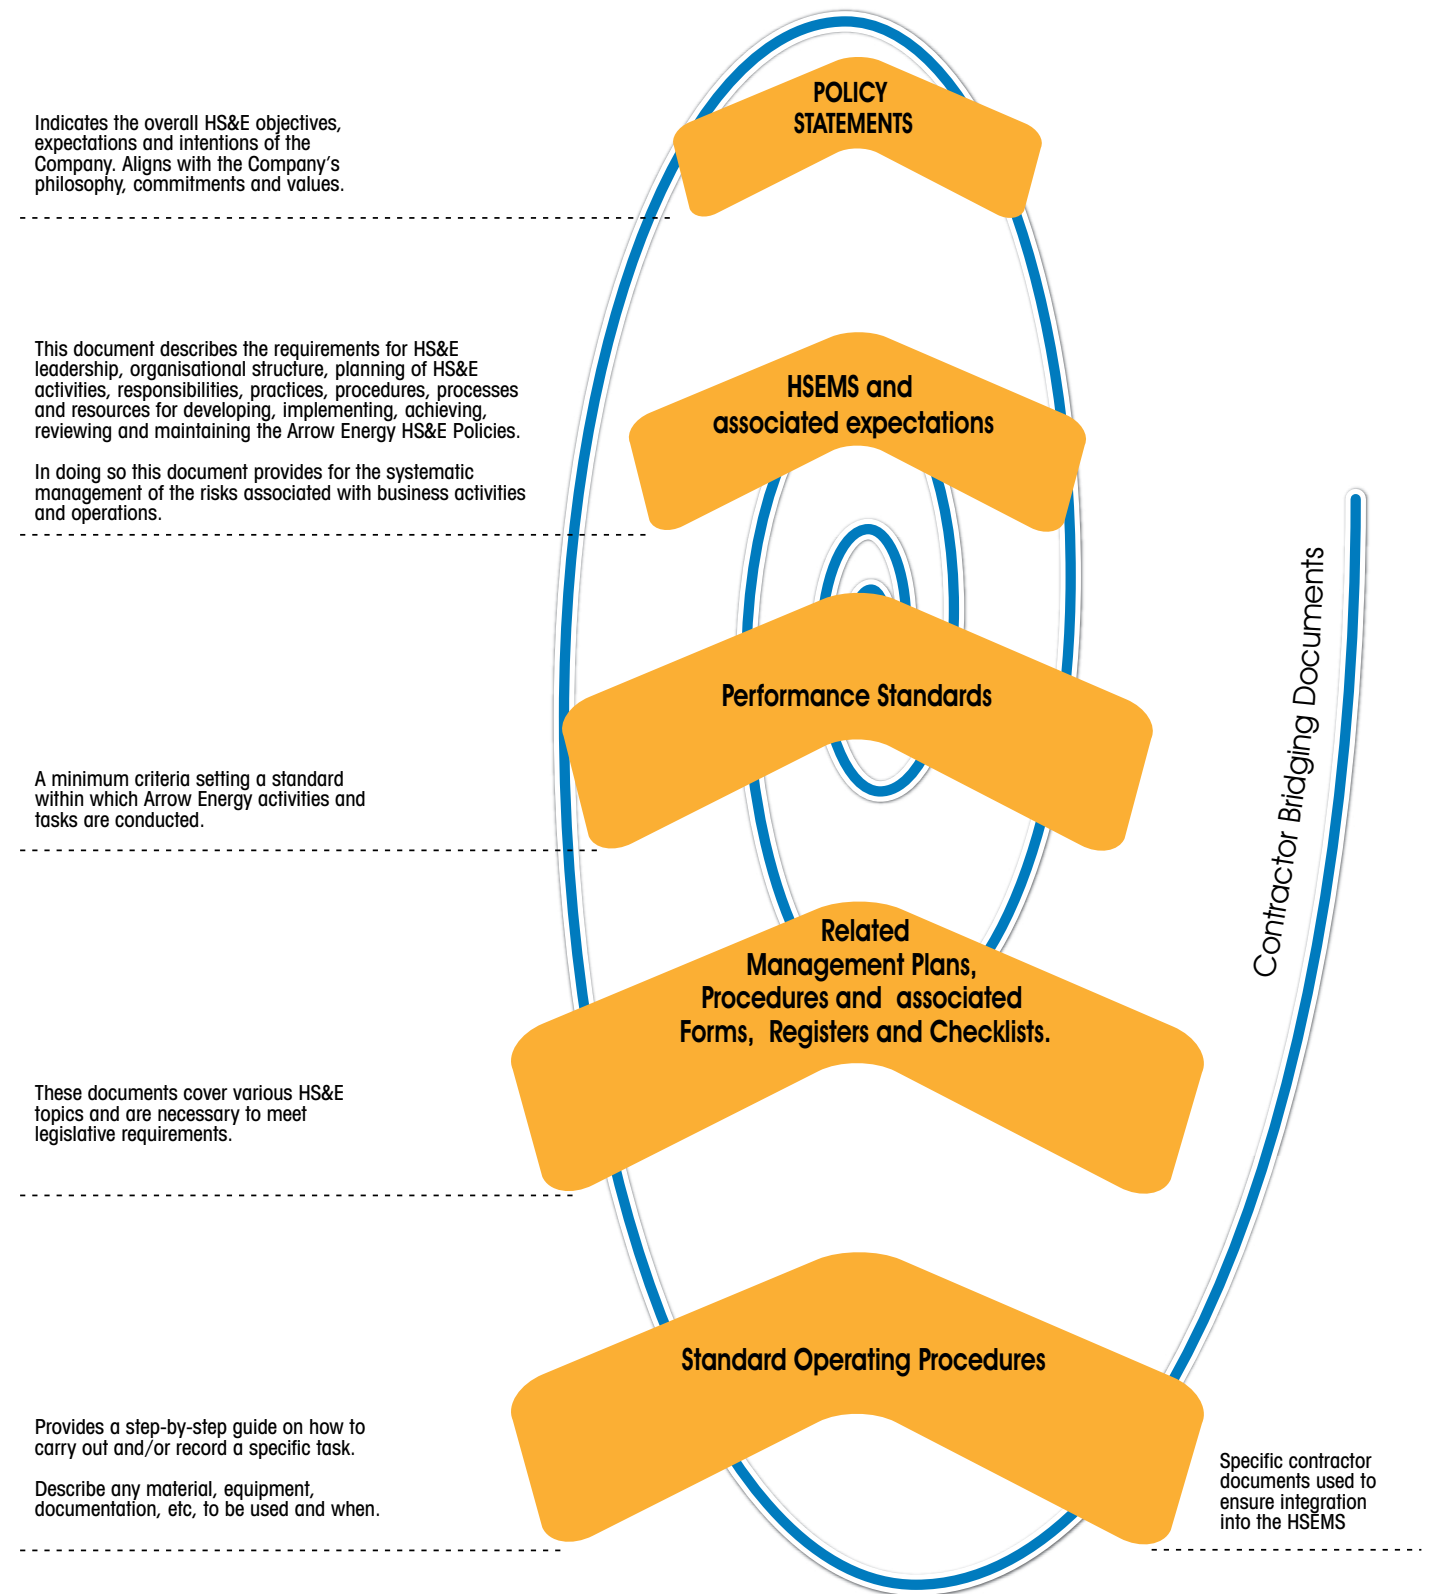 POLICY
STATEMENTS
Indicates the overall HS&E objectives,
expectations and intentions of the
Company. Aligns with the Company's
philosophy, commitments and values.
HSEMS and
associated expectations
This document describes the requirements for HS&E
leadership, organisational structure, planning of HS&E
activities, responsibilities, practices, procedures, processes
and resources for developing, implementing, achieving,
reviewing and maintaining the Arrow Energy HS&E Policies.
In doing so this document provides for the systematic
management of the risks associated with business activities
and operations.
Performance Standards
A minimum criteria setting a standard
within which Arrow Energy activities and
tasks are conducted.
Related
Management Plans,
Procedures and associated
Forms, Registers and Checklists.
These documents cover various HS&E
topics and are necessary to meet
legislative requirements.
Standard Operating Procedures
Provides a step-by-step guide on how to
carry out and/or record a specific task.
Describe any material, equipment,
documentation, etc, to be used and when.
Contractor Bridging Documents
Specific contractor
documents used to
ensure integration
into the HSEMS